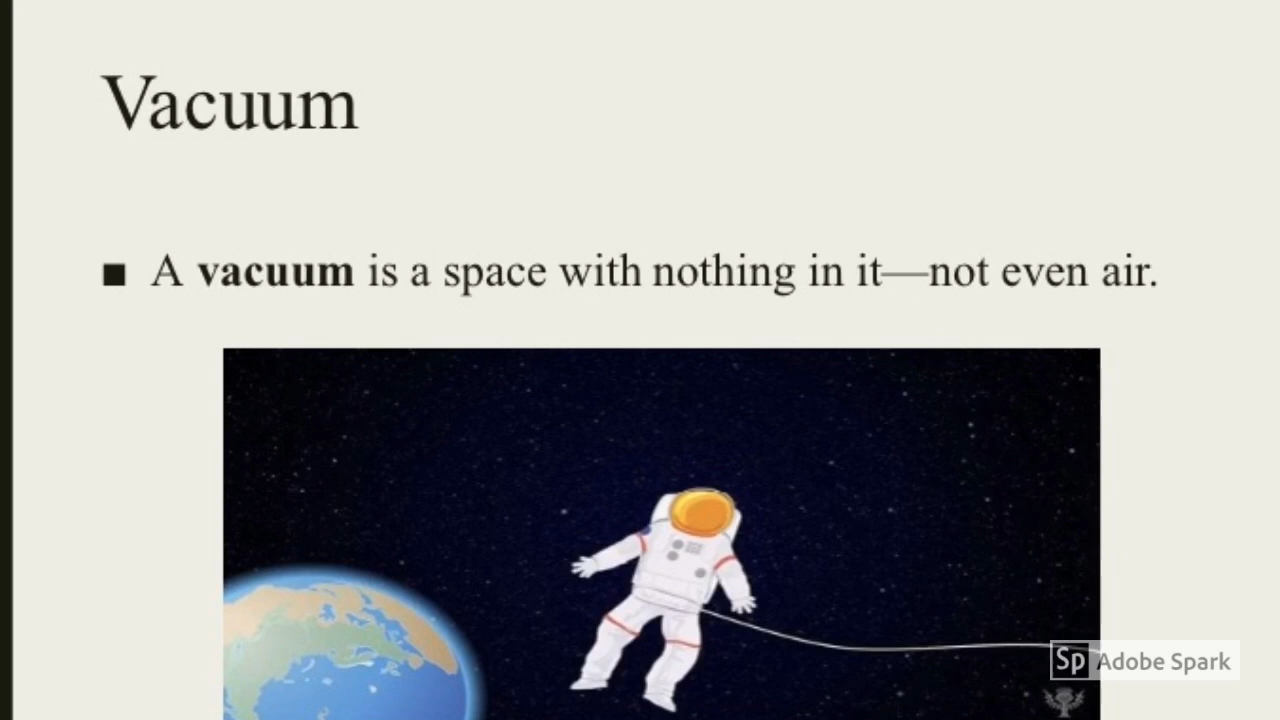 Vacuum
■ A vacuum is a space with nothing in it—not even air.
Sp Adobe Spark